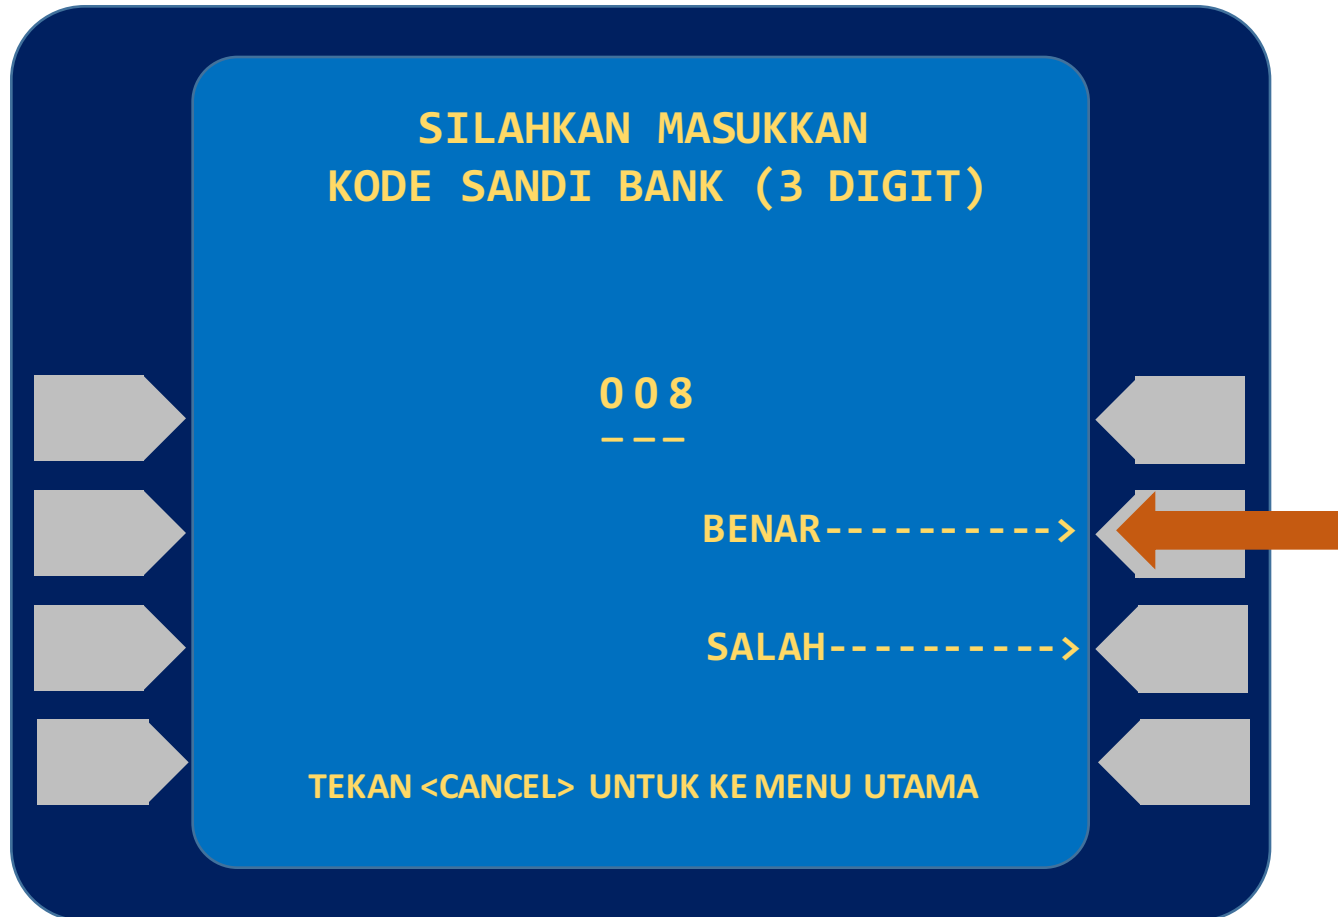 SILAHKAN MASUKKAN
KODE SANDI BANK (3 DIGIT)
008
---
BENAR---------->
SALAH---------->
TEKAN <CANCEL> UNTUK KE MENU UTAMA